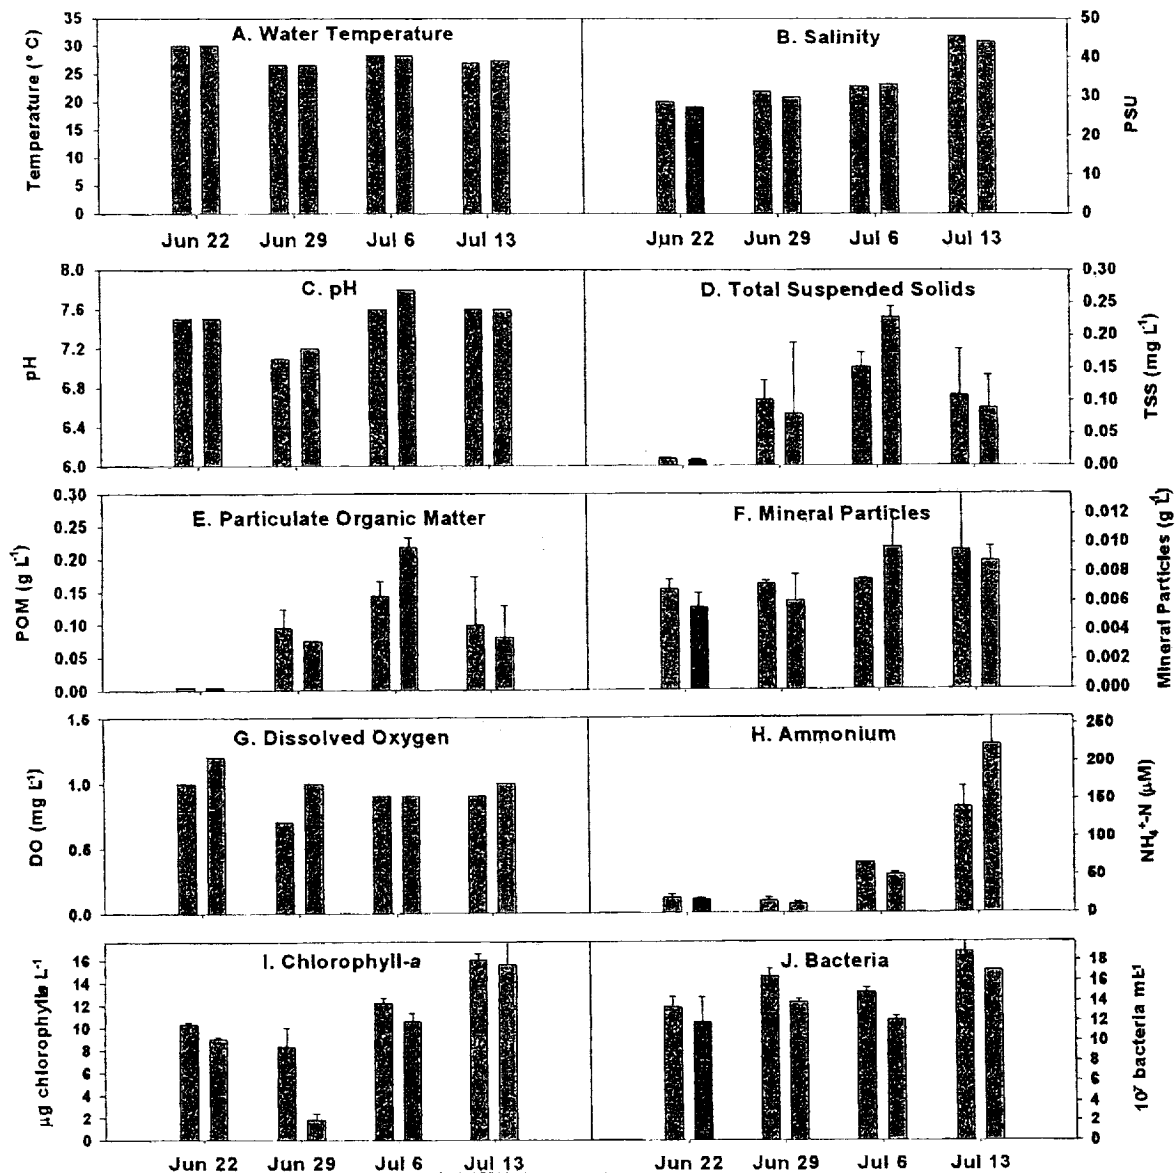 A. Water Temperature
Temperature (° C)
35
30
25
20
15
10
5
0
Jun 22 Jun 29 Jul 6 Jul 13
B. Salinity
50
40
30
20
10
0
PSU
Jun 22 Jun 29 Jul 6 Jul 13
C. pH
pH
8.0
7.6
7.2
6.8
6.4
6.0
D. Total Suspended Solids
0.30
0.25
0.20
0.15
0.10
0.05
0.00
TSS (mg L-1)
E. Particulate Organic Matter
POM (g L-1)
0.30
0.25
0.20
0.15
0.10
0.05
0.00
F. Mineral Particles
0.012
0.010
0.008
0.006
0.004
0.002
0.000
Mineral Particles (g L-1)
G. Dissolved Oxygen
DO (mg L-1)
1.5
1.0
0.5
0.0
H. Ammonium
250
200
150
100
50
0
NH4+-N (µM)
I. Chlorophyll-a
µg chlorophylla L-1
16
14
12
10
8
6
4
2
0
Jun 22 Jun 29 Jul 6 Jul 13
J. Bacteria
18
16
14
12
10
8
6
4
2
0
10⁷ bacteria mL-1
Jun 22 Jun 29 Jul 6 Jul 13